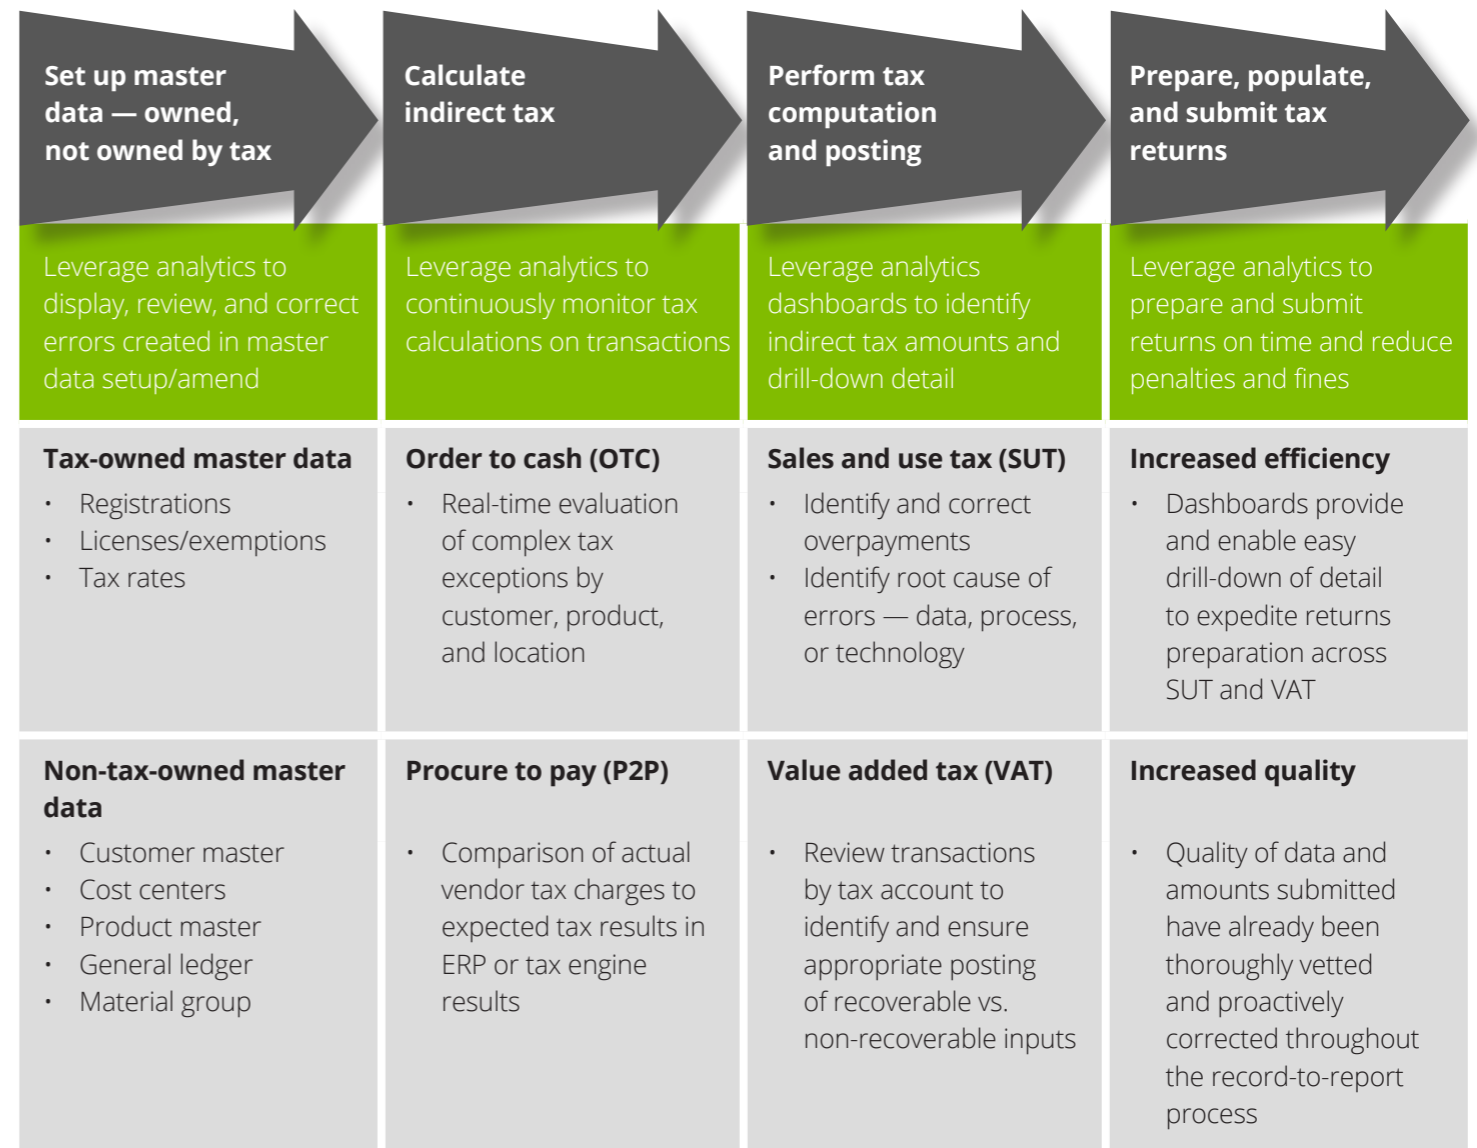 Set up master
data — owned,
not owned by tax
Calculate
indirect tax
Perform tax
computation
and posting
Prepare, populate,
and submit tax
returns
Leverage analytics to
display, review, and correct
errors created in master
data setup/amend
Leverage analytics to
continuously monitor tax
calculations on transactions
Leverage analytics
dashboards to identify
indirect tax amounts and
drill-down detail
Leverage analytics to
prepare and submit
returns on time and reduce
penalties and fines
Tax-owned master data
• Registrations
• Licenses/exemptions
• Tax rates
Order to cash (OTC)
• Real-time evaluation
of complex tax
exceptions by
customer, product,
and location
Sales and use tax (SUT)
• Identify and correct
overpayments
• Identify root cause of
errors — data, process,
or technology
Increased efficiency
• Dashboards provide
and enable easy
drill-down of detail
to expedite returns
preparation across
SUT and VAT
Non-tax-owned master
data
• Customer master
• Cost centers
• Product master
• General ledger
• Material group
Procure to pay (P2P)
• Comparison of actual
vendor tax charges to
expected tax results in
ERP or tax engine
results
Value added tax (VAT)
• Review transactions
by tax account to
identify and ensure
appropriate posting
of recoverable vs.
non-recoverable inputs
Increased quality
• Quality of data and
amounts submitted
have already been
thoroughly vetted
and proactively
corrected throughout
the record-to-report
process